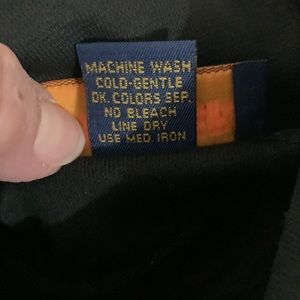 MACHINE WASH
COLD-GENTLE
DK. COLORS SEP.
NO BLEACH
LINE DRY
USE MED. IRON